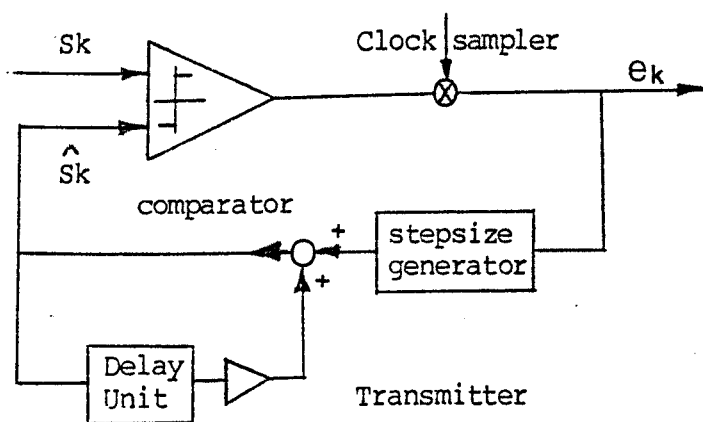 Sk
Clock sampler
ek
Ŝk
comparator
+
stepsize
generator
+
Delay
Unit
Transmitter